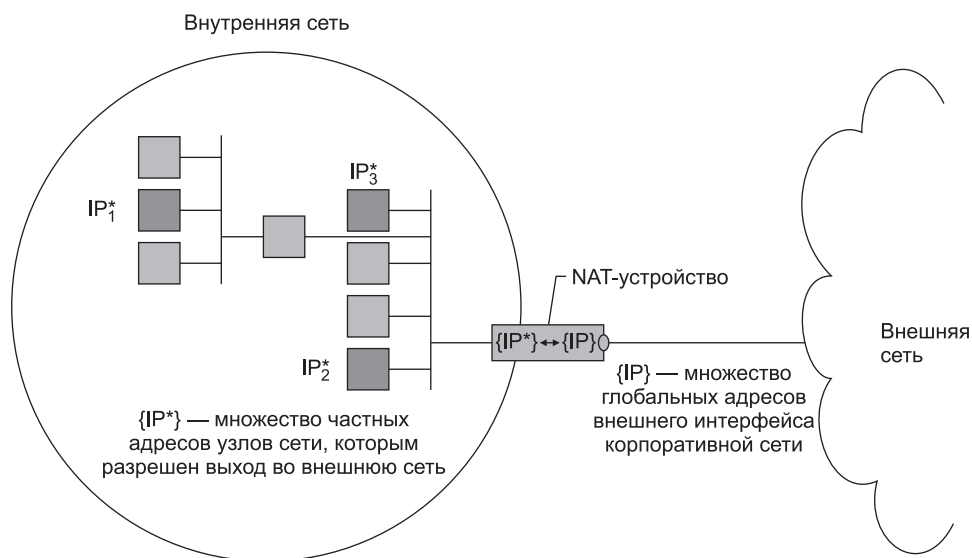 Внутренняя сеть
IP*3
IP*1
NAT-устройство
{IP*} ↔ {IP}
Внешняя
сеть
IP*2
{IP} — множество
глобальных адресов
внешнего интерфейса
корпоративной сети
{IP*} — множество частных
адресов узлов сети, которым
разрешен выход во внешнюю сеть